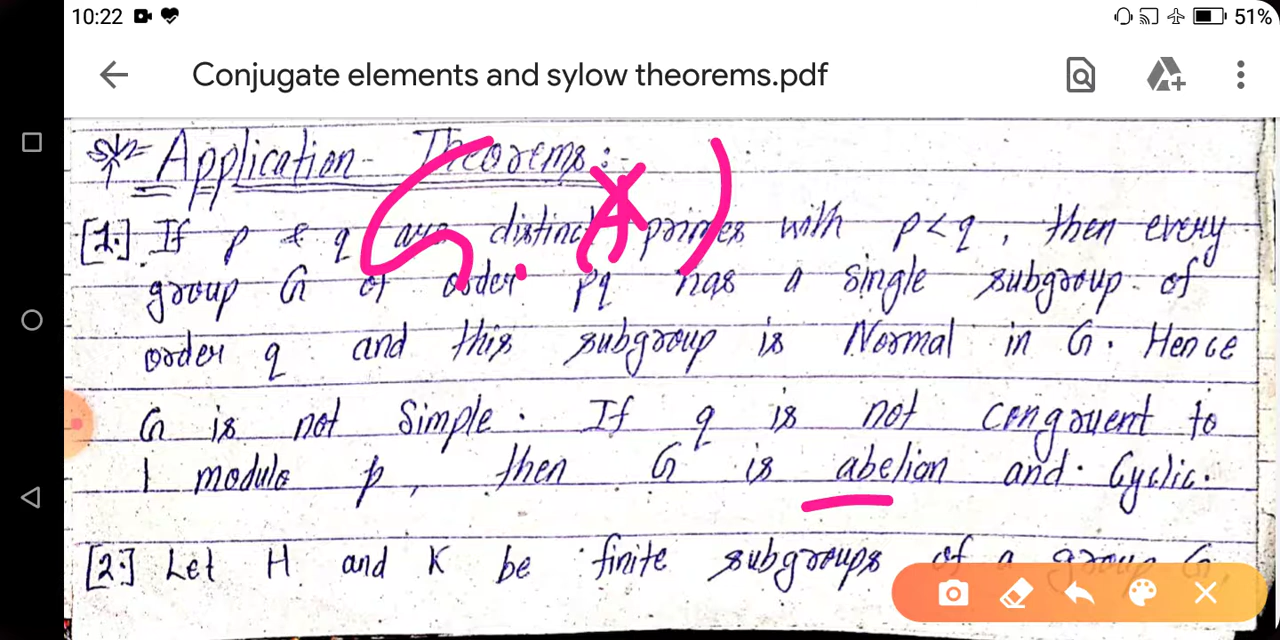 10:22
51%
Conjugate elements and sylow theorems.pdf
Application Theorems:-
[1.] If p & q are distinct primes with p<q, then every
group G of order pq has a single subgroup of
order q and this subgroup is Normal in G. Hence
G is not Simple. If q is not congruent to
1 modulo p, then G is abelian and Cyclic.
[2.] Let H and K be finite subgroups of a group G,